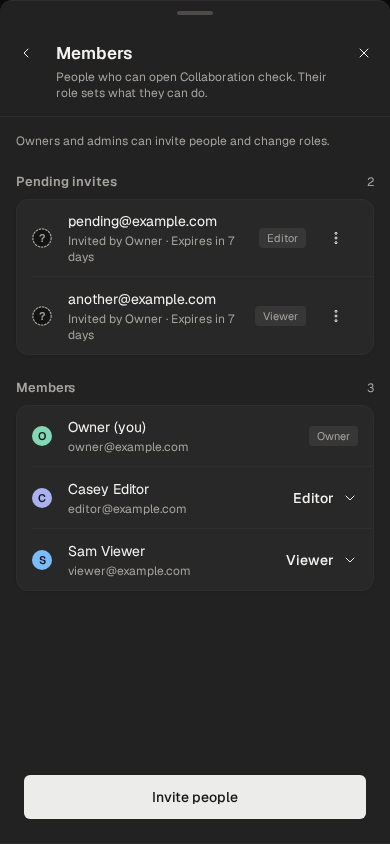 Members
People who can open Collaboration check. Their
role sets what they can do.
Owners and admins can invite people and change roles.
Pending invites 2
? pending@example.com Editor
Invited by Owner · Expires in 7
days
? another@example.com Viewer
Invited by Owner · Expires in 7
days
Members 3
O Owner (you) Owner
owner@example.com
C Casey Editor Editor
editor@example.com
S Sam Viewer Viewer
viewer@example.com
Invite people